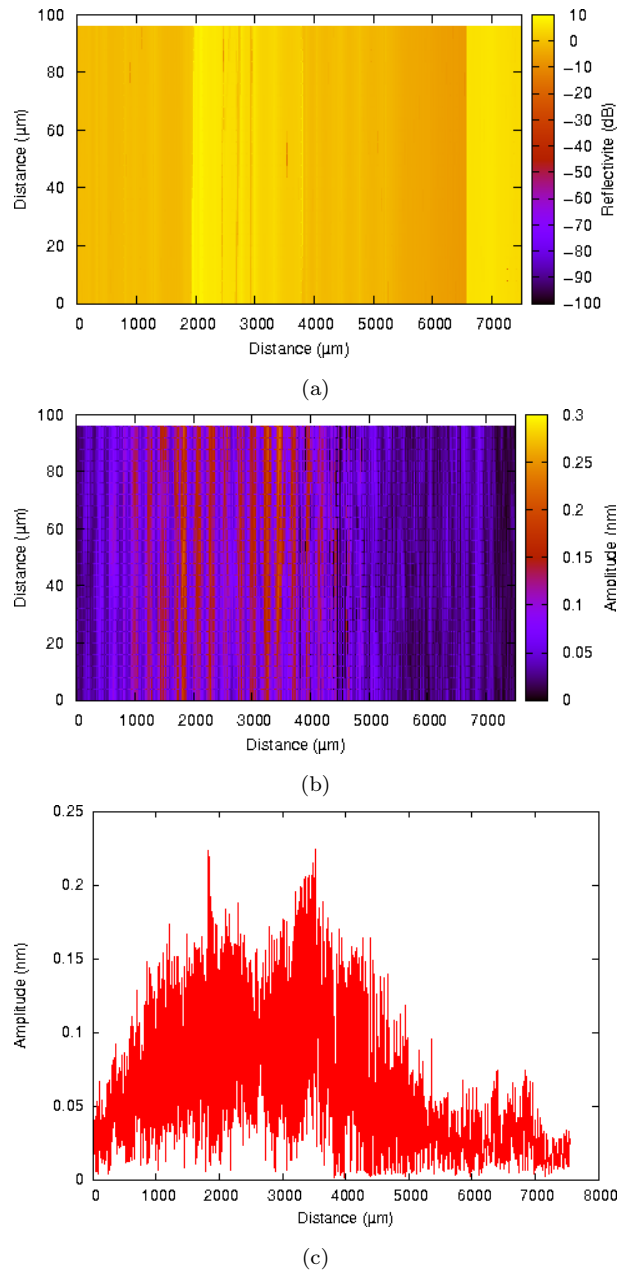 100
80
60
40
20
0
Distance (µm)
0 1000 2000 3000 4000 5000 6000 7000
Distance (µm)
10
0
−10
−20
−30
−40
−50
−60
−70
−80
−90
−100
Reflectivite (dB)
(a)
100
80
60
40
20
0
Distance (µm)
0 1000 2000 3000 4000 5000 6000 7000
Distance (µm)
0.3
0.25
0.2
0.15
0.1
0.05
0
Amplitude (nm)
(b)
0.25
0.2
0.15
0.1
0.05
0
Amplitude (nm)
0 1000 2000 3000 4000 5000 6000 7000 8000
Distance (µm)
(c)